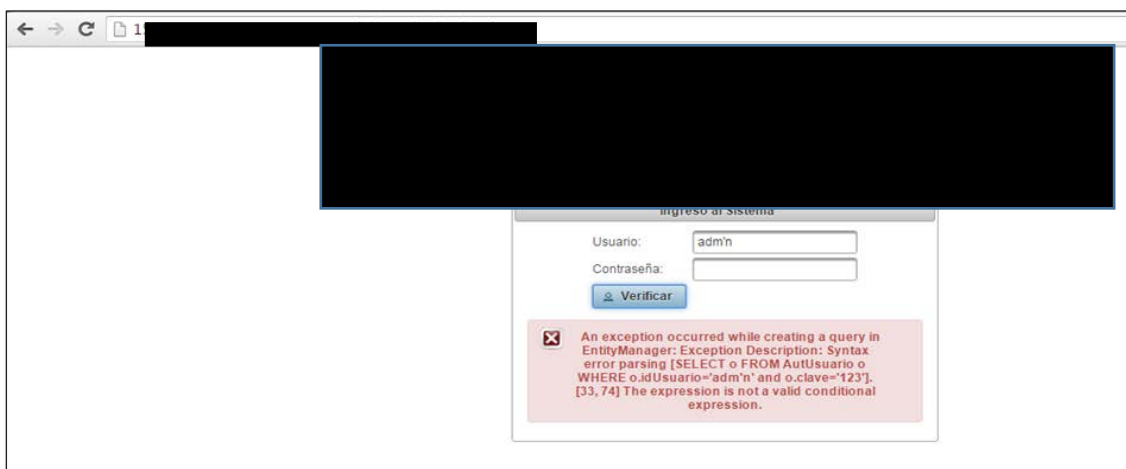 1
Ingreso al Sistema
Usuario: adm'n
Contraseña:
Verificar
An exception occurred while creating a query in
EntityManager: Exception Description: Syntax
error parsing [SELECT o FROM AutUsuario o
WHERE o.idUsuario='adm'n' and o.clave='123'].
[33, 74] The expression is not a valid conditional
expression.